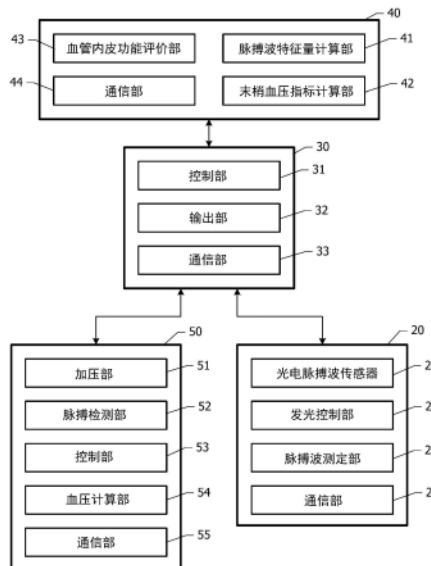 40
43 血管内皮功能评价部 脉搏波特征量计算部 41
44 通信部 末梢血压指标计算部 42
30
控制部 31
输出部 32
通信部 33
50
加压部 51
脉搏检测部 52
控制部 53
血压计算部 54
通信部 55
20
光电脉搏波传感器 2
发光控制部 2
脉搏波测定部 2
通信部 2